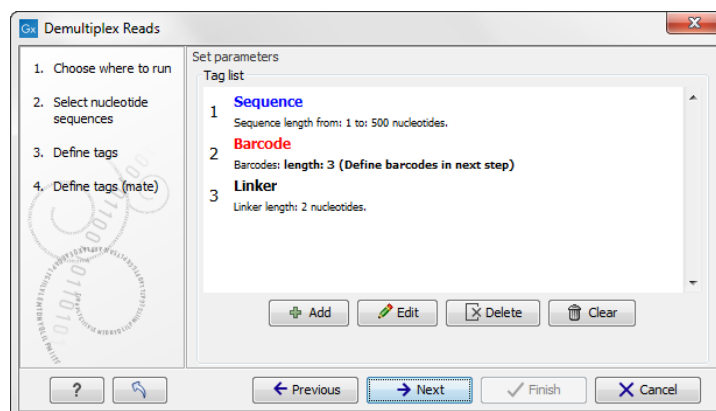 Gx Demultiplex Reads
1. Choose where to run
2. Select nucleotide
sequences
3. Define tags
4. Define tags (mate)
Set parameters
Tag list
1 Sequence
Sequence length from: 1 to: 500 nucleotides.
2 Barcode
Barcodes: length: 3 (Define barcodes in next step)
3 Linker
Linker length: 2 nucleotides.
Add Edit Delete Clear
? Previous Next Finish Cancel